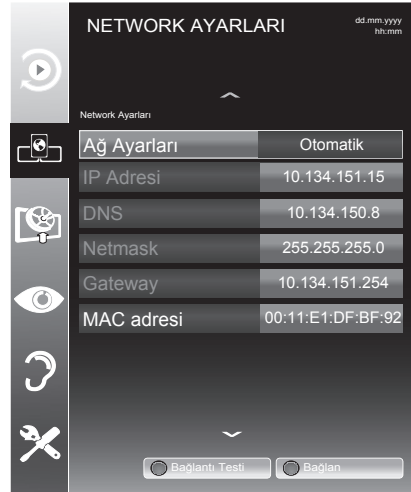 NETWORK AYARLARI
dd.mm.yyyy
hh:mm
Network Ayarları
Ağ Ayarları Otomatik
IP Adresi 10.134.151.15
DNS 10.134.150.8
Netmask 255.255.255.0
Gateway 10.134.151.254
MAC adresi 00:11:E1:DF:BF:92
Bağlantı Testi Bağlan